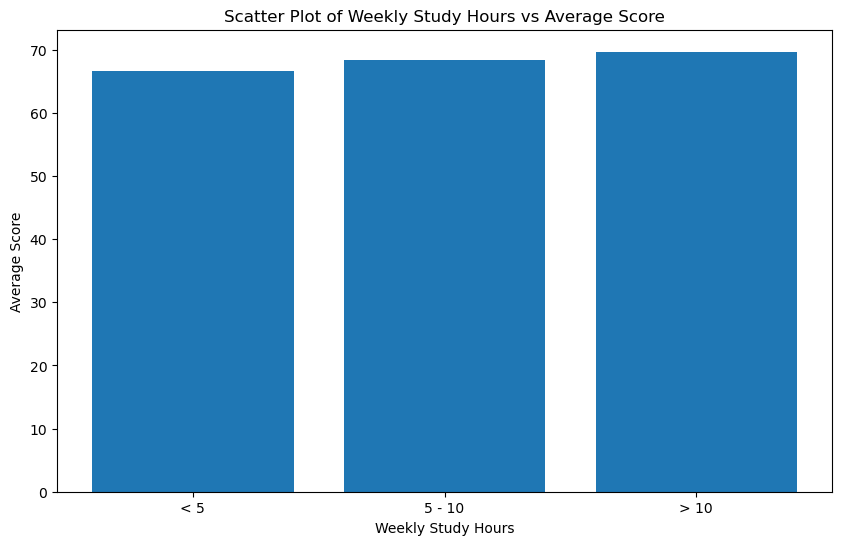 Scatter Plot of Weekly Study Hours vs Average Score
70
60
50
40
30
20
10
0
Average Score
< 5
5 - 10
> 10
Weekly Study Hours